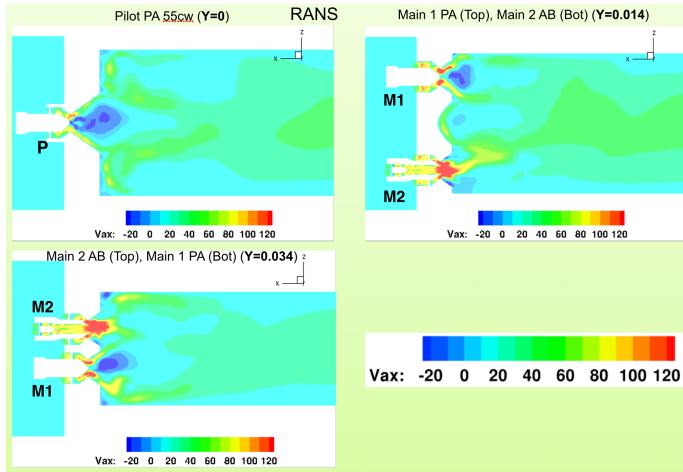 Pilot PA 55cw (Y=0)
RANS
Main 1 PA (Top), Main 2 AB (Bot) (Y=0.014)
z
x
P
Vax: -20 0 20 40 60 80 100 120
z
x
M1
M2
Vax: -20 0 20 40 60 80 100 120
Main 2 AB (Top), Main 1 PA (Bot) (Y=0.034)
z
x
M2
M1
Vax: -20 0 20 40 60 80 100 120
Vax: -20 0 20 40 60 80 100 120